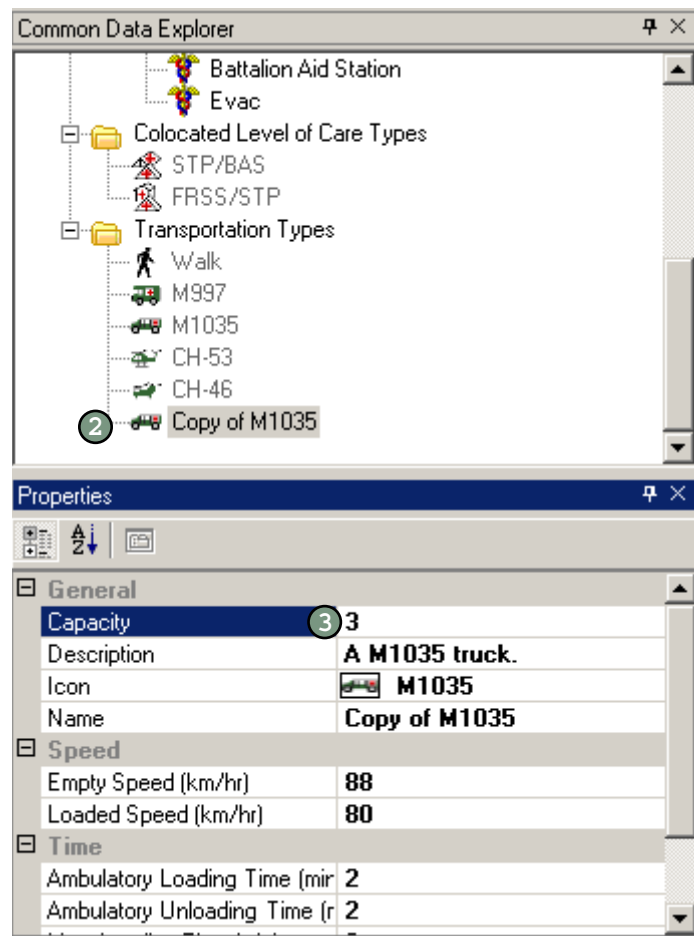 Common Data Explorer
Battalion Aid Station
Evac
Colocated Level of Care Types
STP/BAS
FRSS/STP
Transportation Types
Walk
M997
M1035
CH-53
CH-46
2 Copy of M1035
Properties
General
Capacity 3 3
Description A M1035 truck.
Icon M1035
Name Copy of M1035
Speed
Empty Speed (km/hr) 88
Loaded Speed (km/hr) 80
Time
Ambulatory Loading Time (mir 2
Ambulatory Unloading Time (r 2